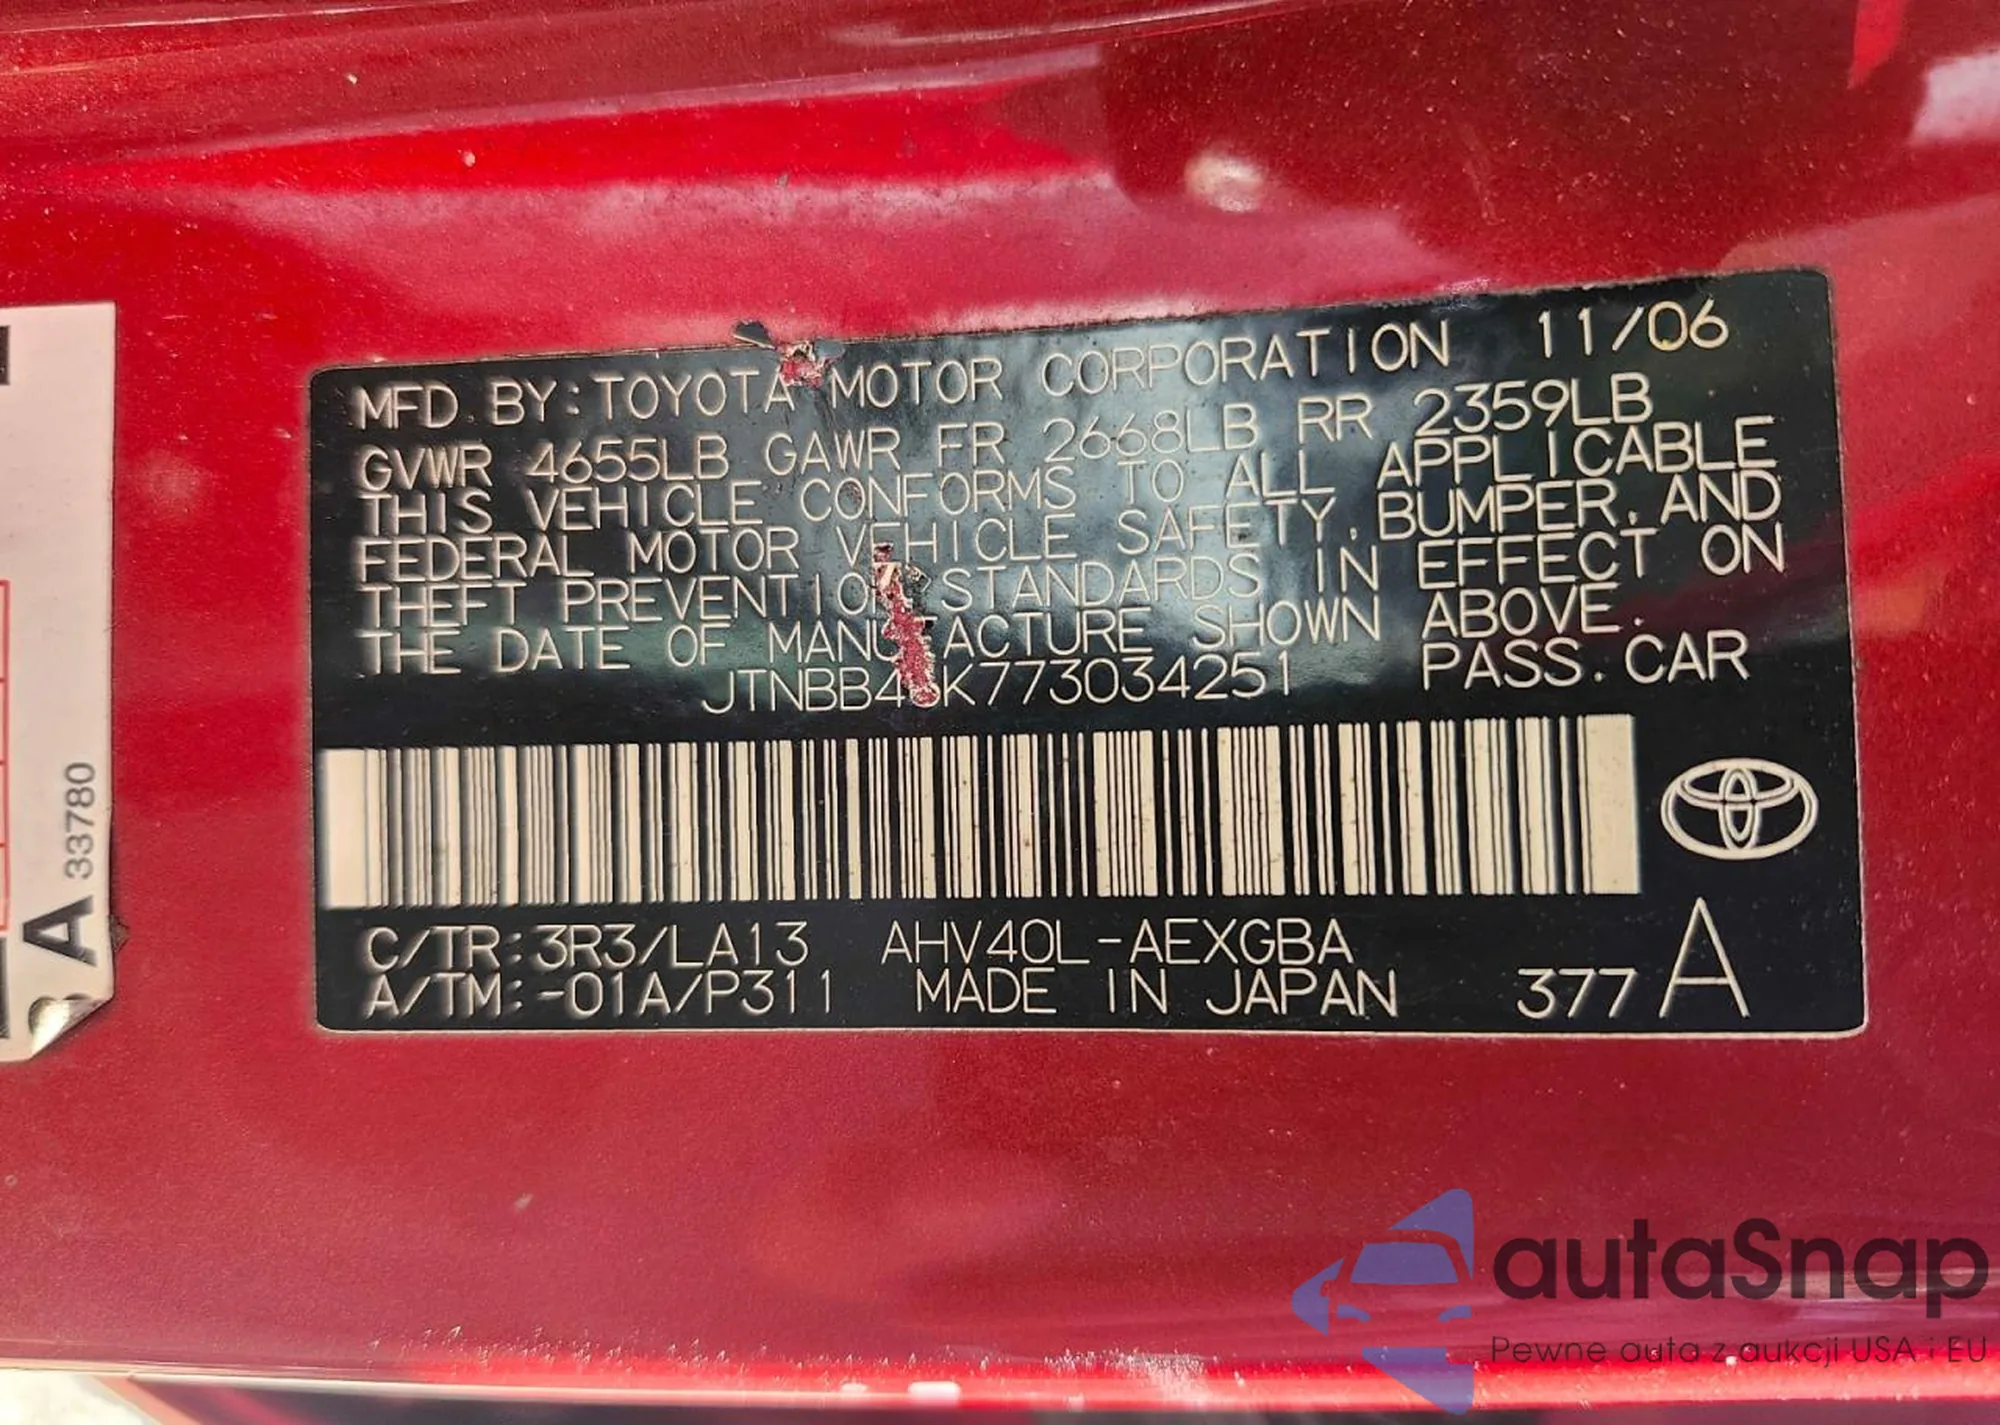 MFD. BY: TOYOTA MOTOR CORPORATION 11/06
GVWR 4655LB GAWR FR 2668LB RR 2359LB
THIS VEHICLE CONFORMS TO ALL APPLICABLE
FEDERAL MOTOR VEHICLE SAFETY, BUMPER, AND
THEFT PREVENTION STANDARDS IN EFFECT ON
THE DATE OF MANUFACTURE SHOWN ABOVE.
JTNBB46K773034251 PASS. CAR
C/TR: 3R3/LA13 AHV40L-AEXGBA
A/TM: -01A/P311 MADE IN JAPAN 377 A
A 337780
autaSnap
Pewne auta z aukcji USA i EU